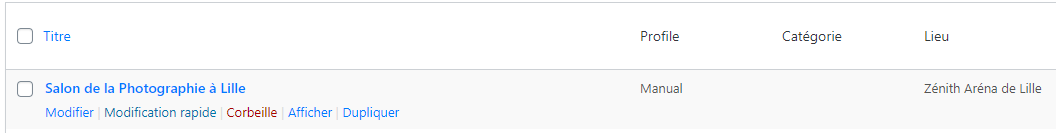 Titre Profile Catégorie Lieu
Salon de la Photographie à Lille Manual Zénith Aréna de Lille
Modifier | Modification rapide | Corbeille | Afficher | Dupliquer